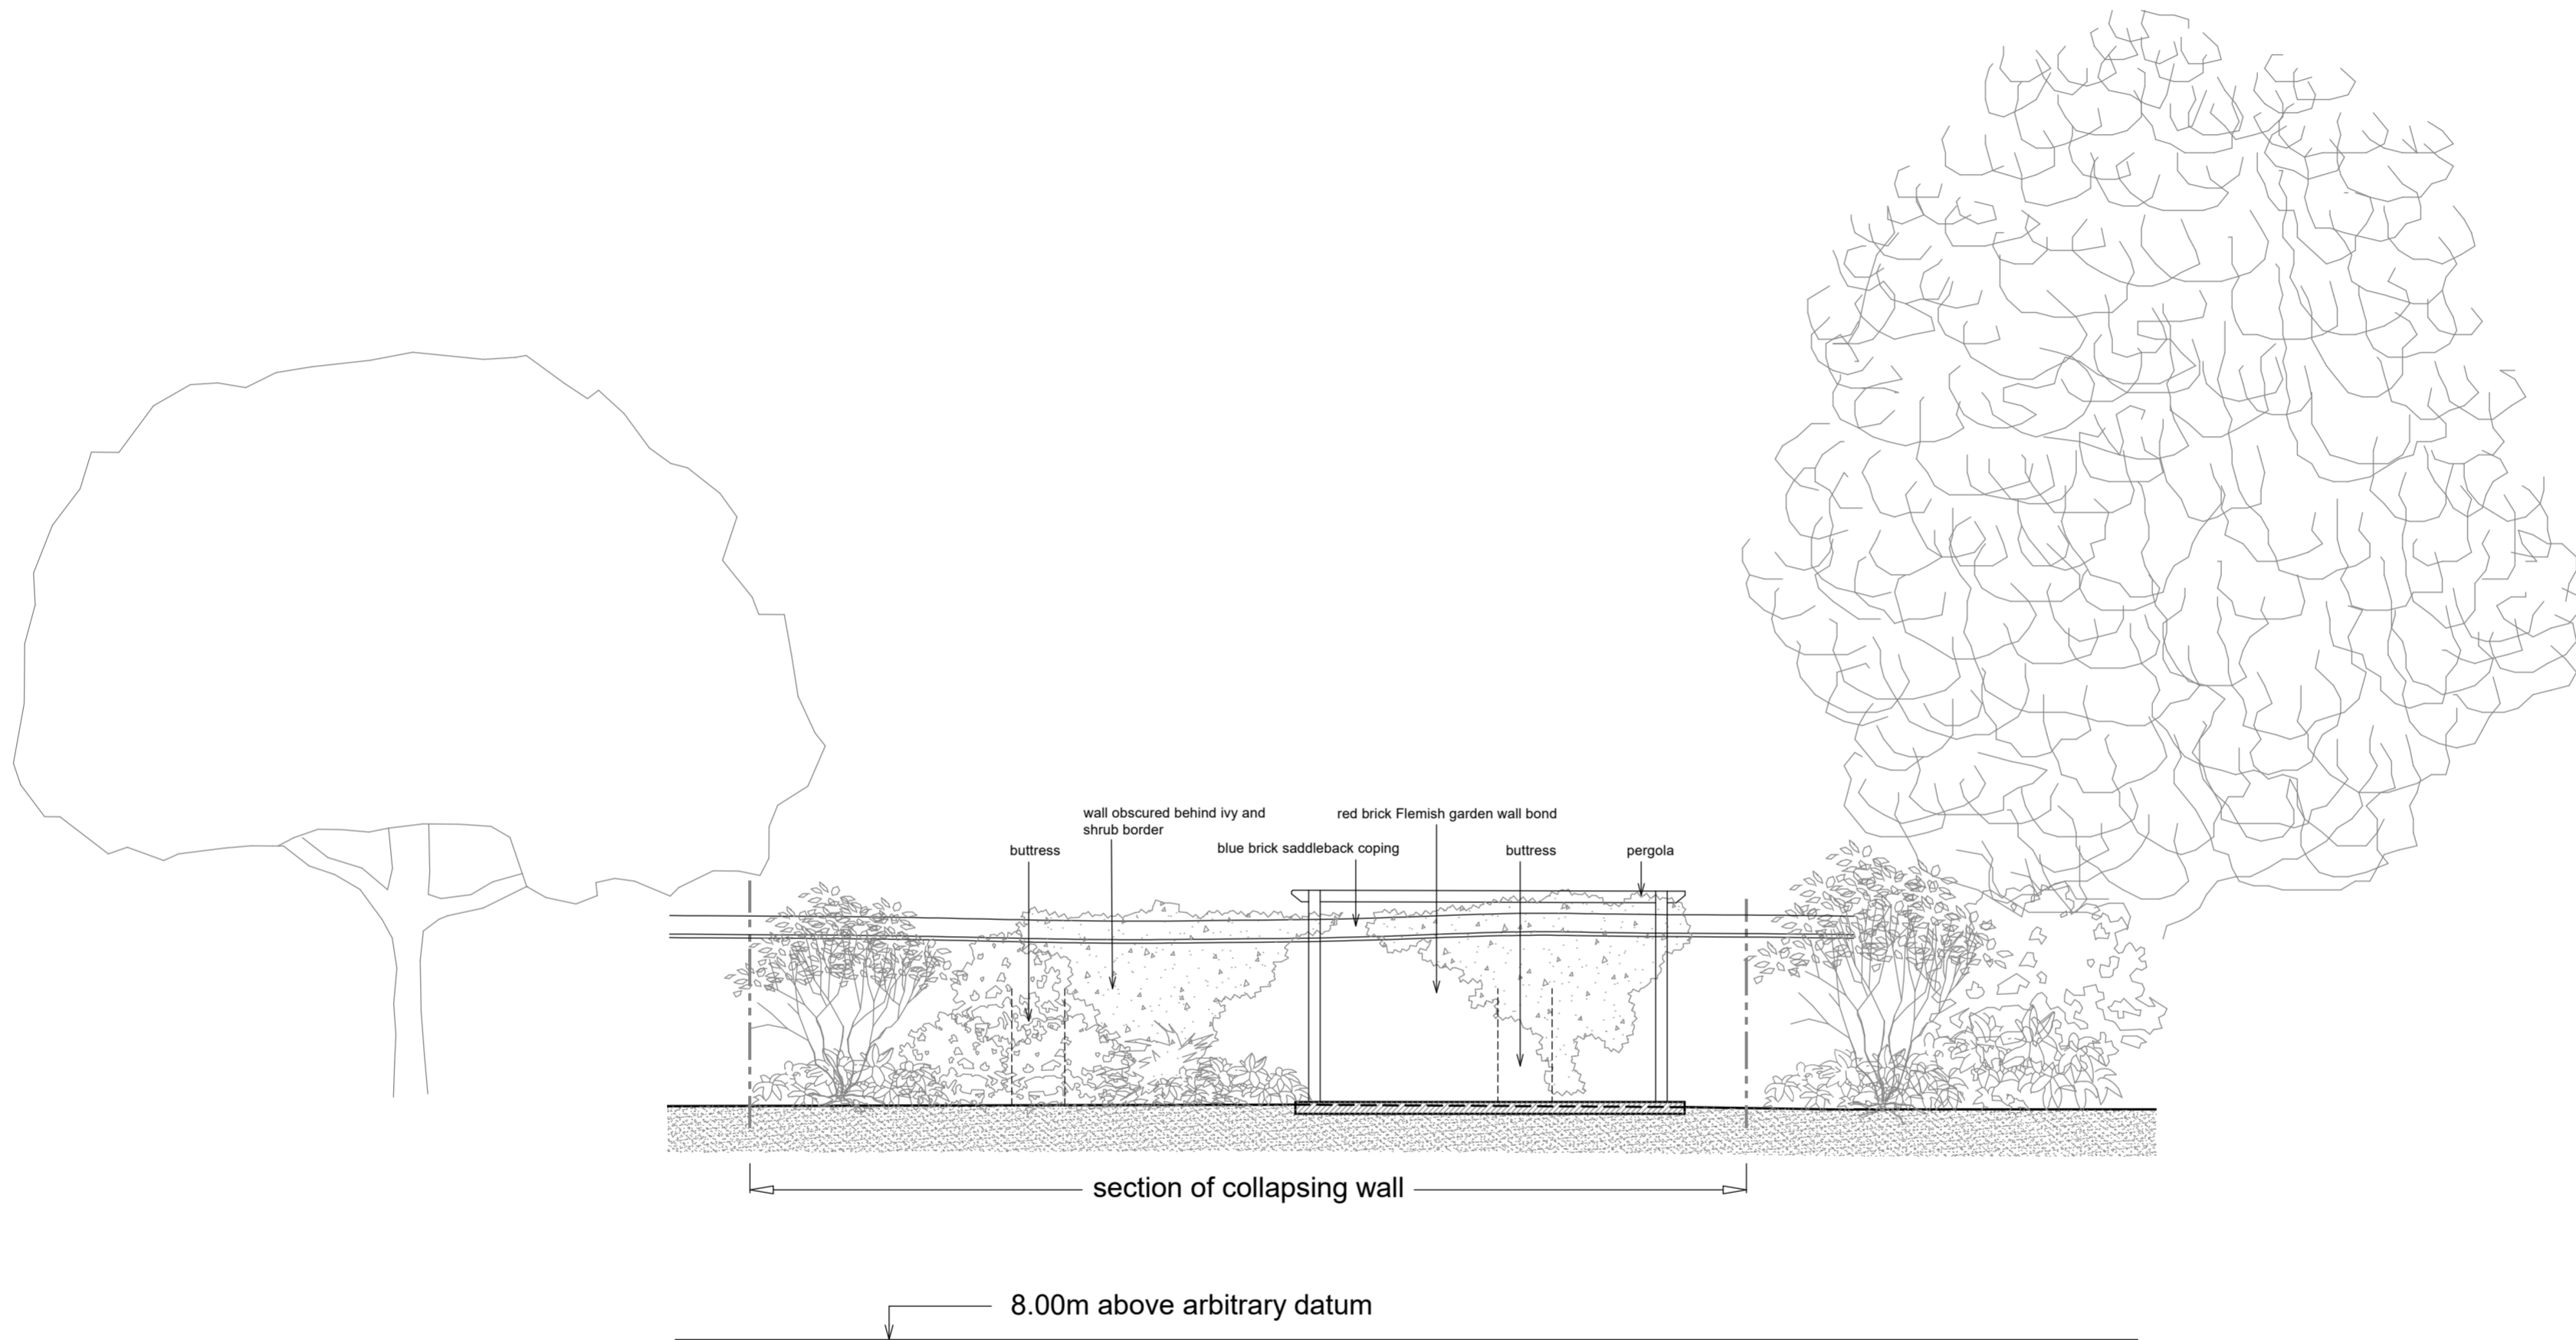 wall obscured behind ivy and
shrub border
red brick Flemish garden wall bond
blue brick saddleback coping
buttress
buttress
pergola
section of collapsing wall
8.00m above arbitrary datum